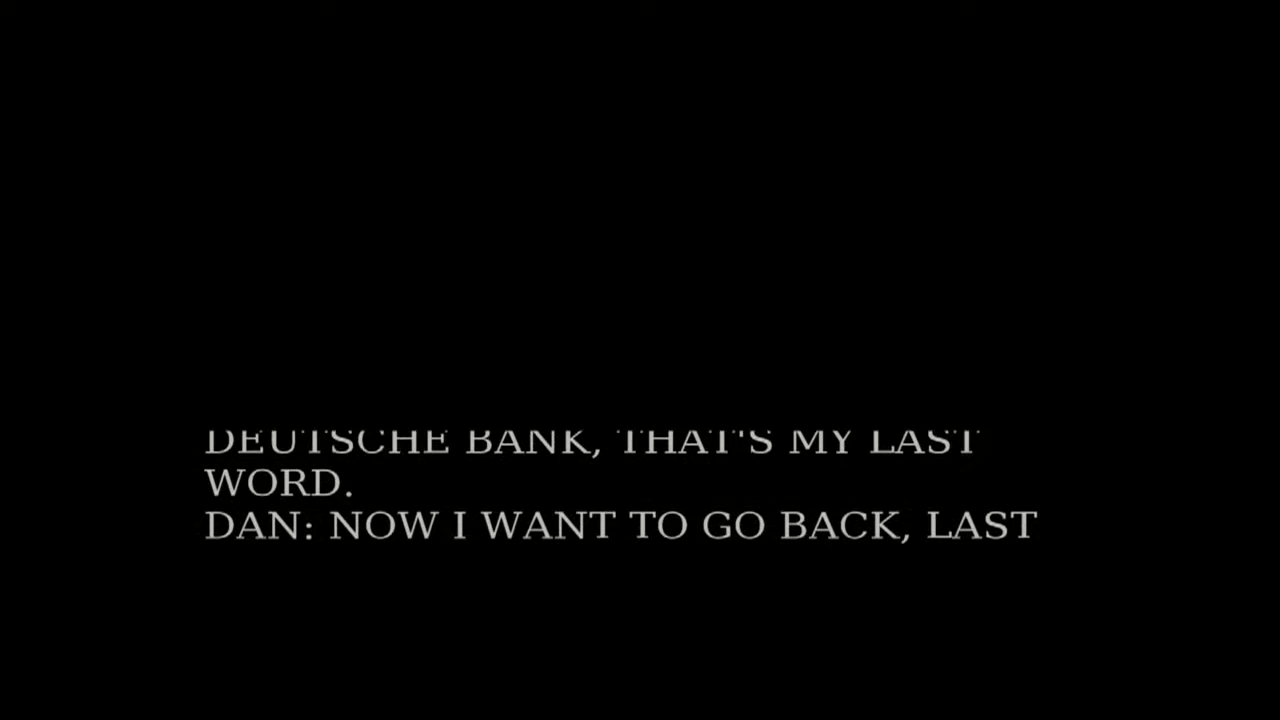 DEUTSCHE BANK, THAT'S MY LAST
WORD.
DAN: NOW I WANT TO GO BACK, LAST